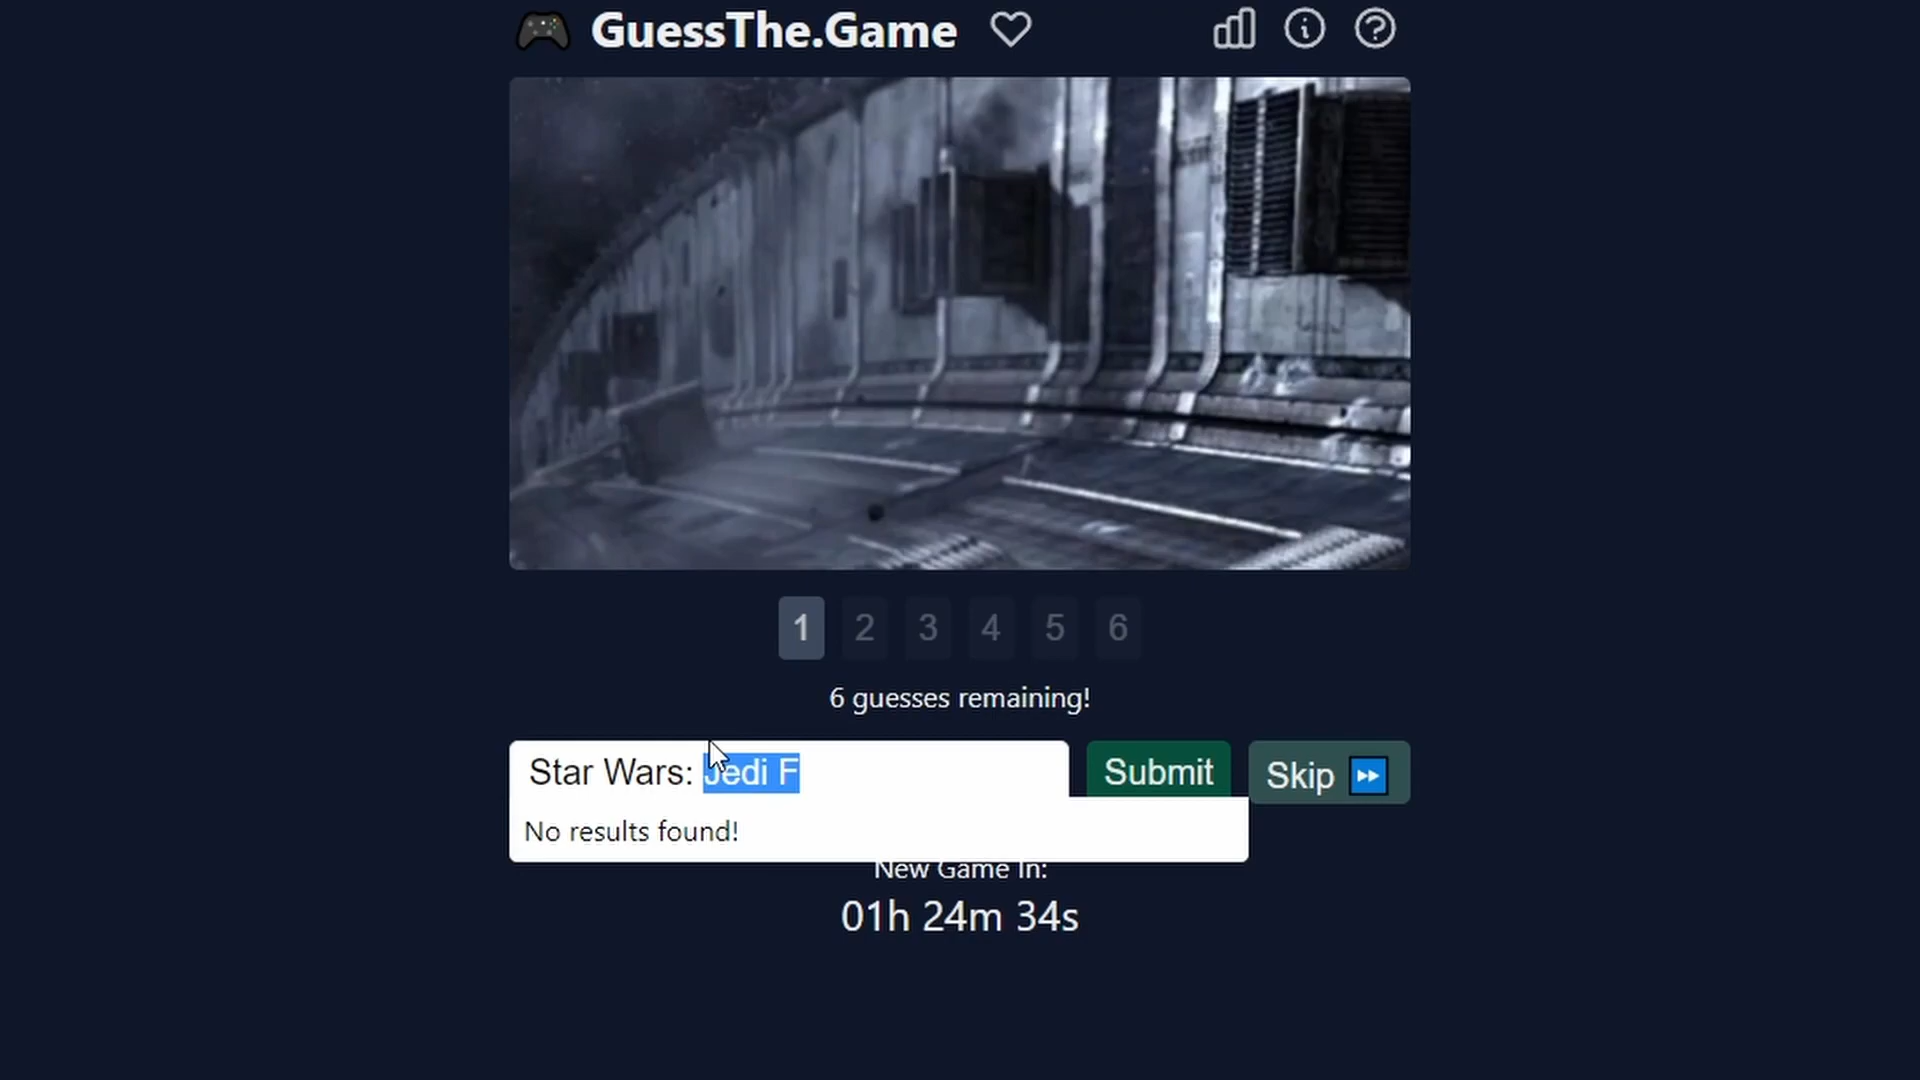 GuessThe.Game
1 2 3 4 5 6
6 guesses remaining!
Star Wars: Jedi F
Submit
Skip
No results found!
New Game In:
01h 24m 34s